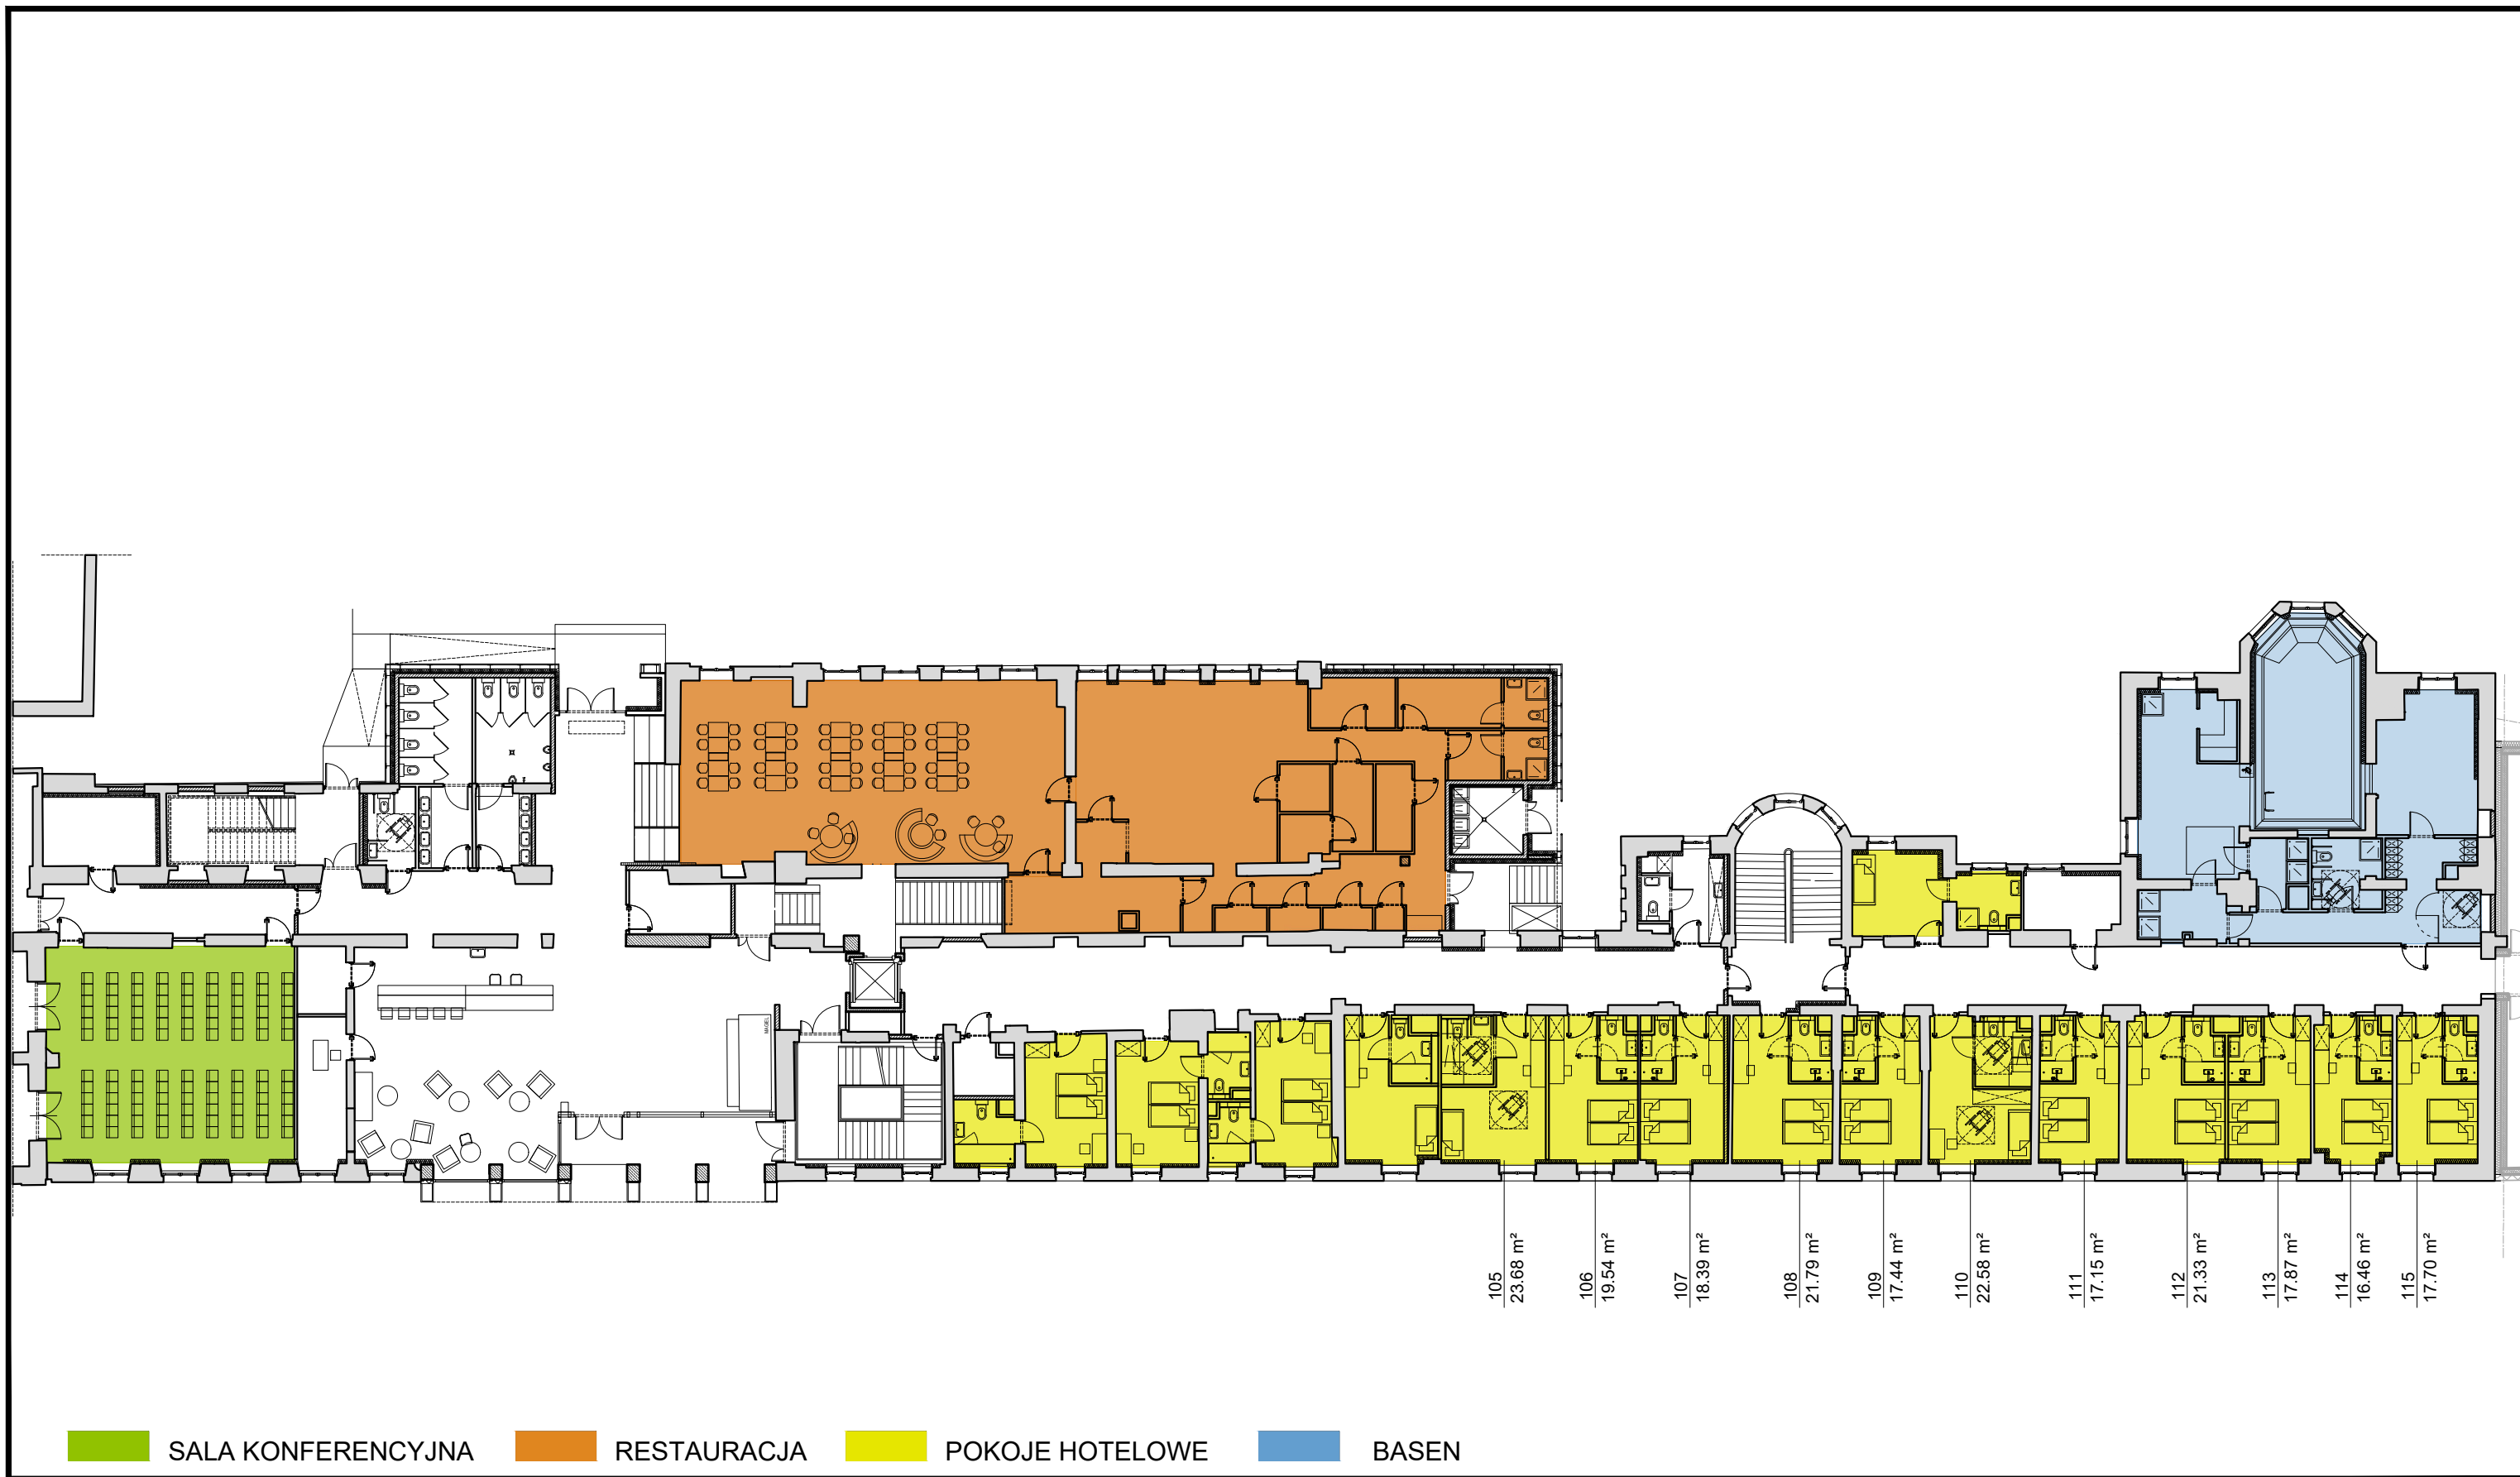 MAGIEL
105
23.68 m²
106
19.54 m²
107
18.39 m²
108
21.79 m²
109
17.44 m²
110
22.58 m²
111
17.15 m²
112
21.33 m²
113
17.87 m²
114
16.46 m²
115
17.70 m²
SALA KONFERENCYJNA
RESTAURACJA
POKOJE HOTELOWE
BASEN